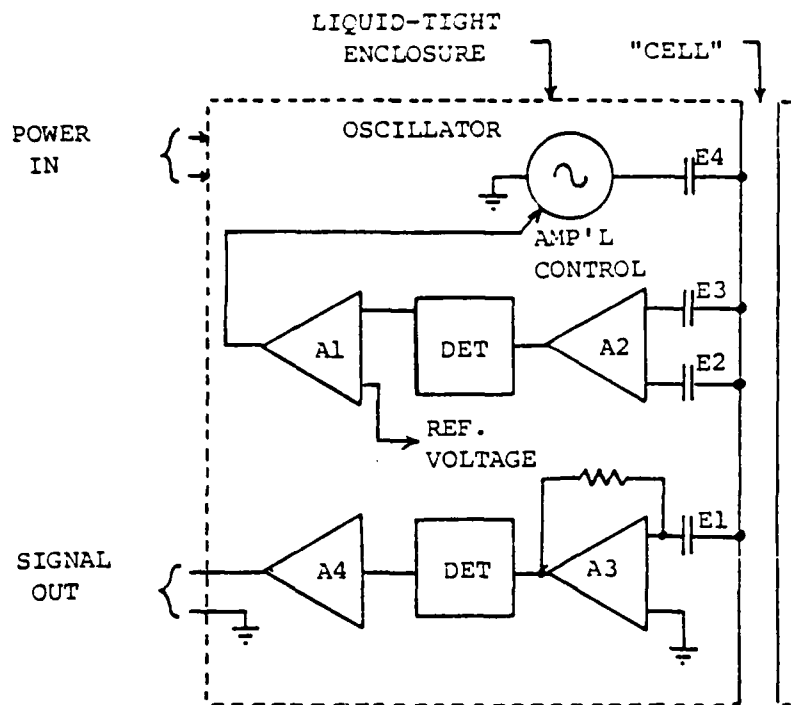 LIQUID-TIGHT
ENCLOSURE
"CELL"
POWER
IN
OSCILLATOR
E4
AMP'L
CONTROL
E3
A1
DET
A2
E2
REF.
VOLTAGE
E1
SIGNAL
OUT
A4
DET
A3